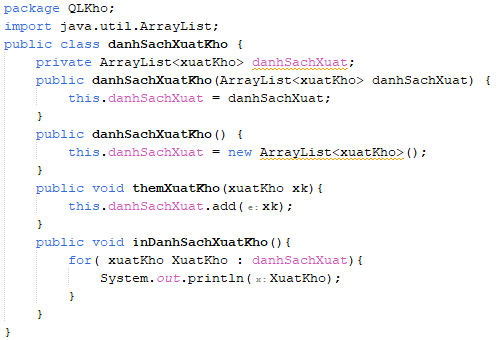 package QLKho;
import java.util.ArrayList;
public class danhSachXuatKho {
    private ArrayList<xuatKho> danhSachXuat;
    public danhSachXuatKho(ArrayList<xuatKho> danhSachXuat) {
        this.danhSachXuat = danhSachXuat;
    }
    public danhSachXuatKho() {
        this.danhSachXuat = new ArrayList<xuatKho>();
    }
    public void themXuatKho(xuatKho xk){
        this.danhSachXuat.add( e: xk);
    }
    public void inDanhSachXuatKho(){
        for( xuatKho XuatKho : danhSachXuat){
            System.out.println( x: XuatKho);
        }
    }
}